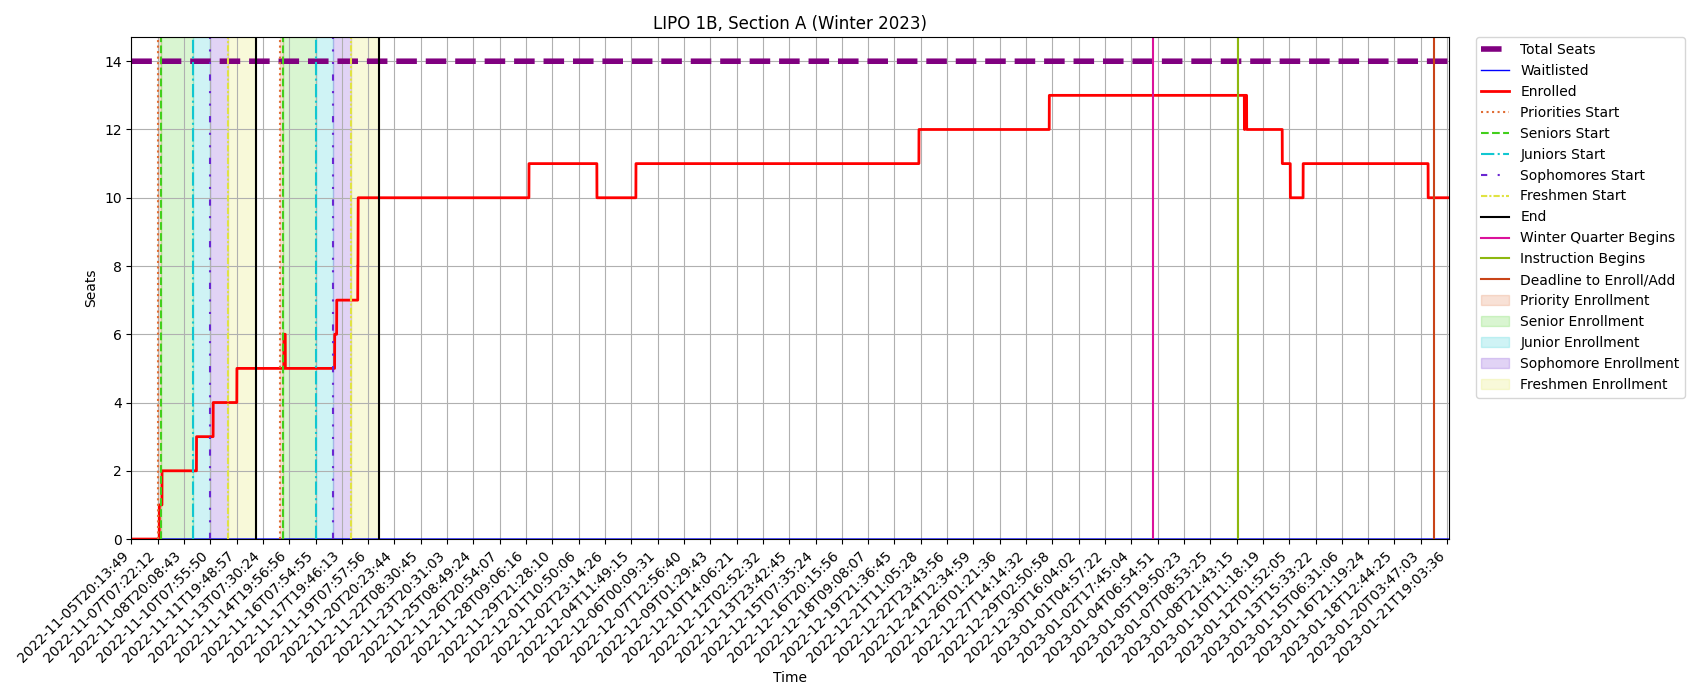 LIPO 1B, Section A (Winter 2023)
Seats
14
12
10
8
6
4
2
0
2022-11-05T20:13:49
2022-11-07T07:22:12
2022-11-08T20:08:43
2022-11-10T07:55:50
2022-11-11T19:48:57
2022-11-13T07:30:24
2022-11-14T19:56:56
2022-11-16T07:54:55
2022-11-17T19:46:13
2022-11-19T07:57:56
2022-11-20T20:23:44
2022-11-22T08:30:45
2022-11-23T20:31:03
2022-11-25T08:49:24
2022-11-26T20:54:07
2022-11-28T09:06:16
2022-11-29T21:28:10
2022-12-01T10:50:06
2022-12-02T23:14:26
2022-12-04T11:49:15
2022-12-06T00:09:31
2022-12-07T12:56:40
2022-12-09T01:29:43
2022-12-10T14:06:21
2022-12-12T02:52:32
2022-12-13T23:42:45
2022-12-15T07:35:24
2022-12-16T20:15:56
2022-12-18T09:08:07
2022-12-19T21:36:45
2022-12-21T11:05:28
2022-12-22T23:43:56
2022-12-24T12:34:59
2022-12-26T01:21:36
2022-12-27T14:14:32
2022-12-29T02:50:58
2022-12-30T16:04:02
2023-01-01T04:57:22
2023-01-02T17:45:04
2023-01-04T06:54:51
2023-01-05T19:50:23
2023-01-07T08:53:25
2023-01-08T21:43:15
2023-01-10T11:18:19
2023-01-12T01:52:05
2023-01-13T15:33:22
2023-01-15T06:31:06
2023-01-16T21:19:24
2023-01-18T12:44:25
2023-01-20T03:47:03
2023-01-21T19:03:36
Time
Total Seats
Waitlisted
Enrolled
Priorities Start
Seniors Start
Juniors Start
Sophomores Start
Freshmen Start
End
Winter Quarter Begins
Instruction Begins
Deadline to Enroll/Add
Priority Enrollment
Senior Enrollment
Junior Enrollment
Sophomore Enrollment
Freshmen Enrollment